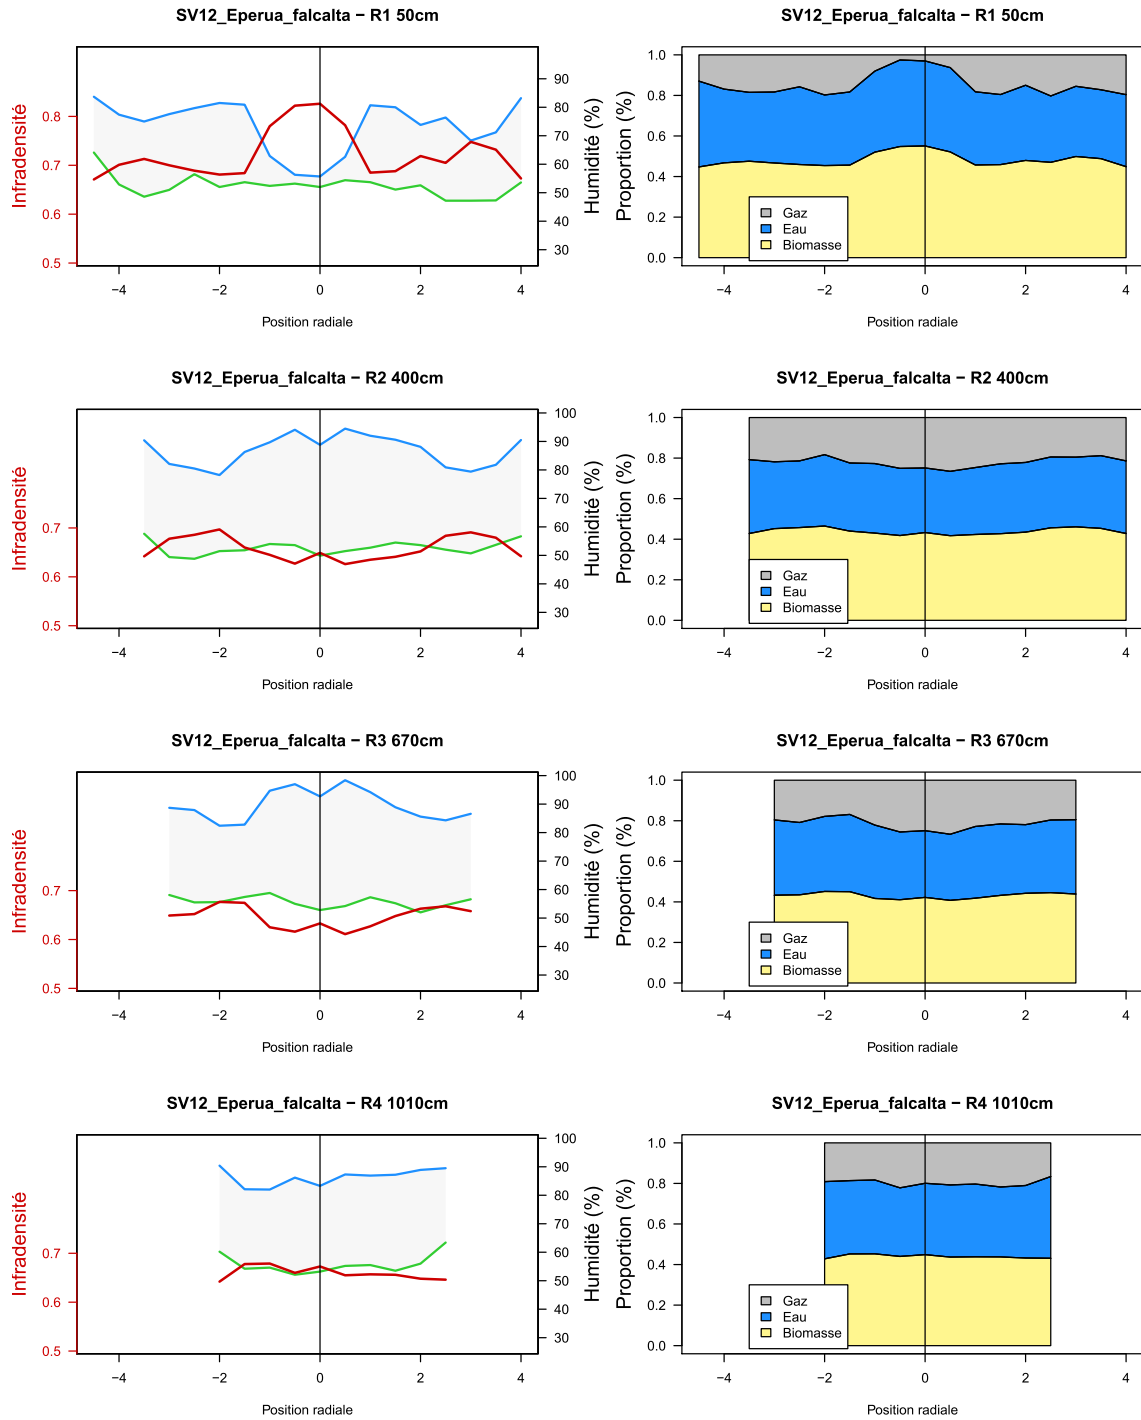 SV12_Eperua_falcalta − R1 50cm
Infradensité
0.5
0.6
0.7
0.8
Humidité (%)
30
40
50
60
70
80
90
−4
−2
0
2
4
Position radiale
SV12_Eperua_falcalta − R1 50cm
Proportion (%)
0.0
0.2
0.4
0.6
0.8
1.0
Gaz
Eau
Biomasse
−4
−2
0
2
4
Position radiale
SV12_Eperua_falcalta − R2 400cm
Infradensité
0.5
0.6
0.7
Humidité (%)
30
40
50
60
70
80
90
100
−4
−2
0
2
4
Position radiale
SV12_Eperua_falcalta − R2 400cm
Proportion (%)
0.0
0.2
0.4
0.6
0.8
1.0
Gaz
Eau
Biomasse
−4
−2
0
2
4
Position radiale
SV12_Eperua_falcalta − R3 670cm
Infradensité
0.5
0.6
0.7
Humidité (%)
30
40
50
60
70
80
90
100
−4
−2
0
2
4
Position radiale
SV12_Eperua_falcalta − R3 670cm
Proportion (%)
0.0
0.2
0.4
0.6
0.8
1.0
Gaz
Eau
Biomasse
−4
−2
0
2
4
Position radiale
SV12_Eperua_falcalta − R4 1010cm
Infradensité
0.5
0.6
0.7
Humidité (%)
30
40
50
60
70
80
90
100
−4
−2
0
2
4
Position radiale
SV12_Eperua_falcalta − R4 1010cm
Proportion (%)
0.0
0.2
0.4
0.6
0.8
1.0
Gaz
Eau
Biomasse
−4
−2
0
2
4
Position radiale